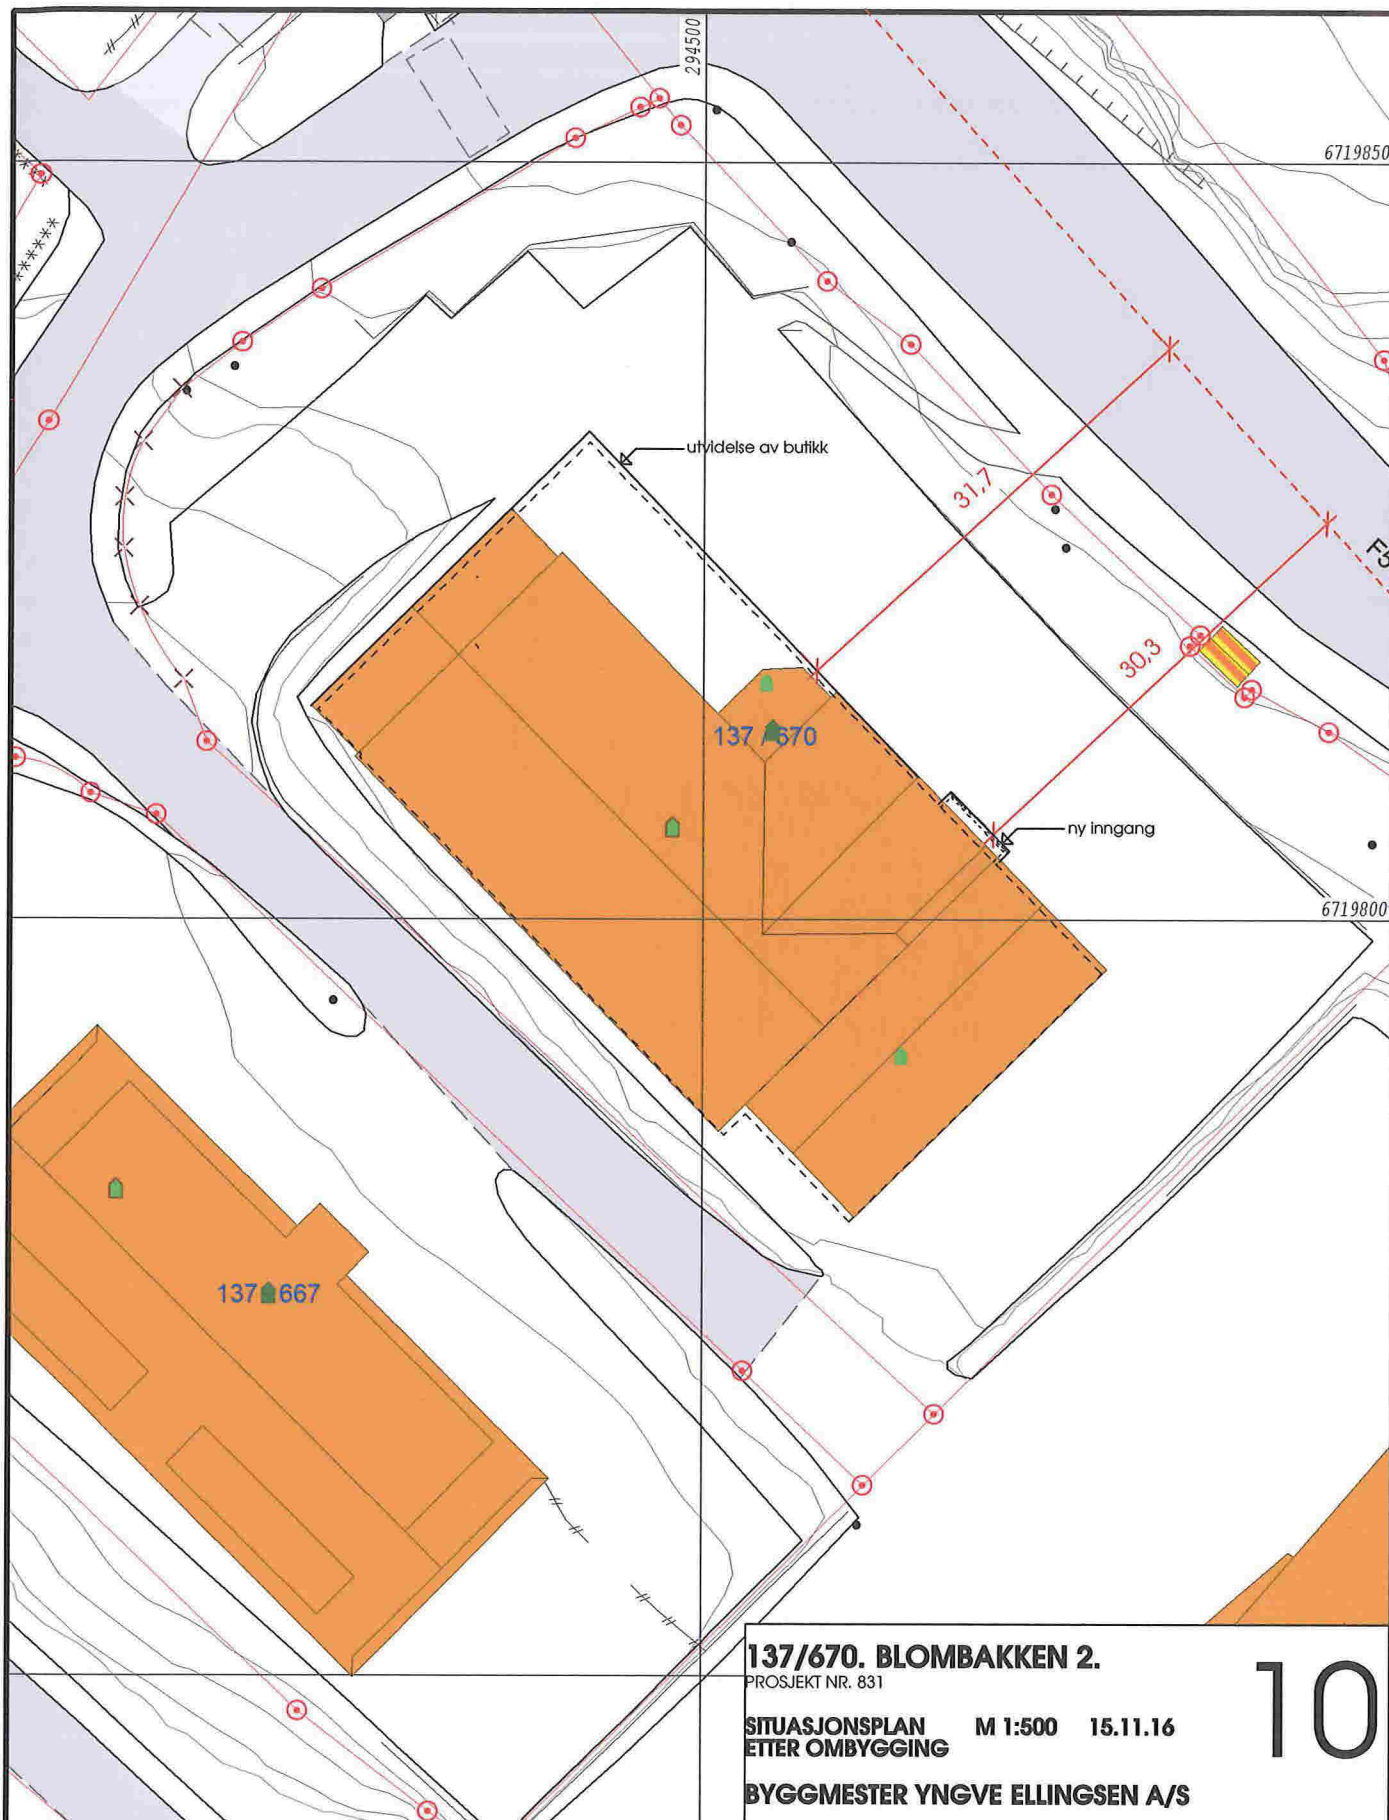 294500
6719850
utvidelse av butikk
31,7
30,3
137 / 670
ny inngang
6719800
137 667
137/670. BLOMBAKKEN 2.
PROSJEKT NR. 831
10
SITUASJONSPLAN M 1:500 15.11.16
ETTER OMBYGGING
BYGGMESTER YNGVE ELLINGSEN A/S